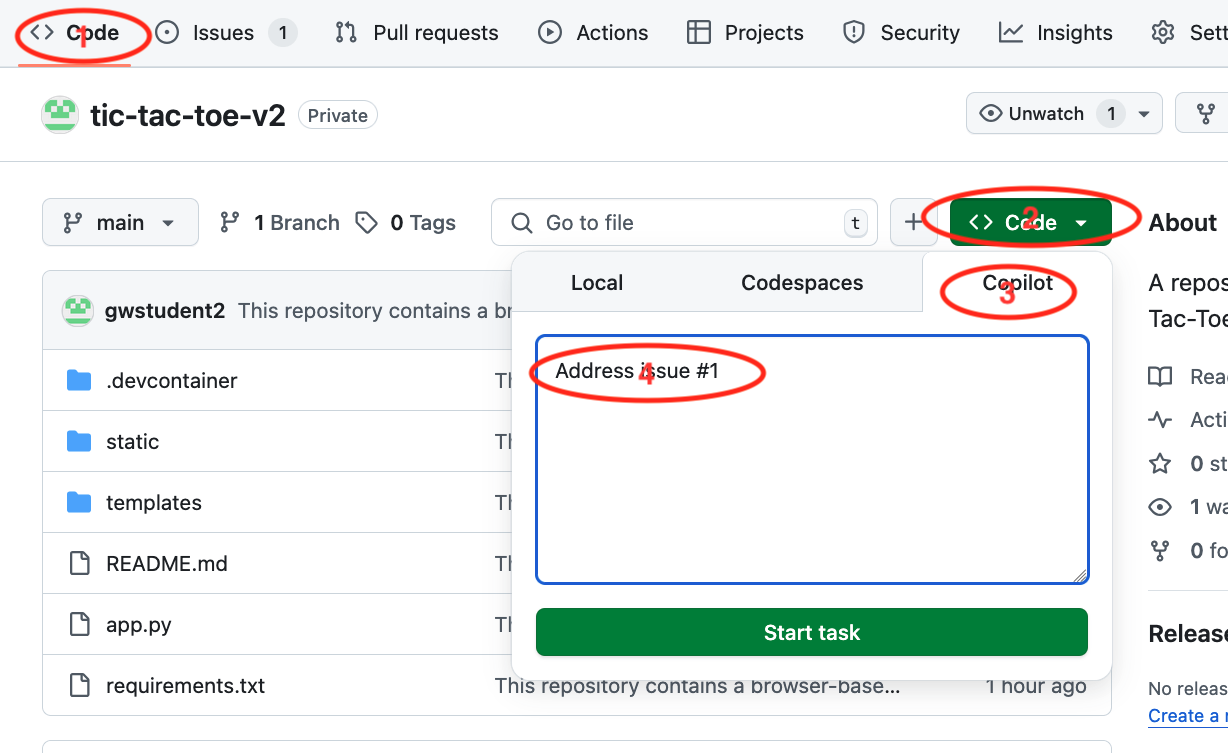 Code 1 Issues 1 Pull requests Actions Projects Security Insights
tic-tac-toe-v2 Private Unwatch 1
main 1 Branch 0 Tags Go to file t Code 2 About
Local Codespaces Copilot 3
A repos
Tac-Toe
gwstudent2 This repository contains a br
Address issue #1 4
.devcontainer Th
static Th
templates Th
README.md Th
app.py Th
requirements.txt This repository contains a browser-base... 1 hour ago
Start task
Rea
Acti
0 st
1 wa
0 fo
Release
No releas
Create a r